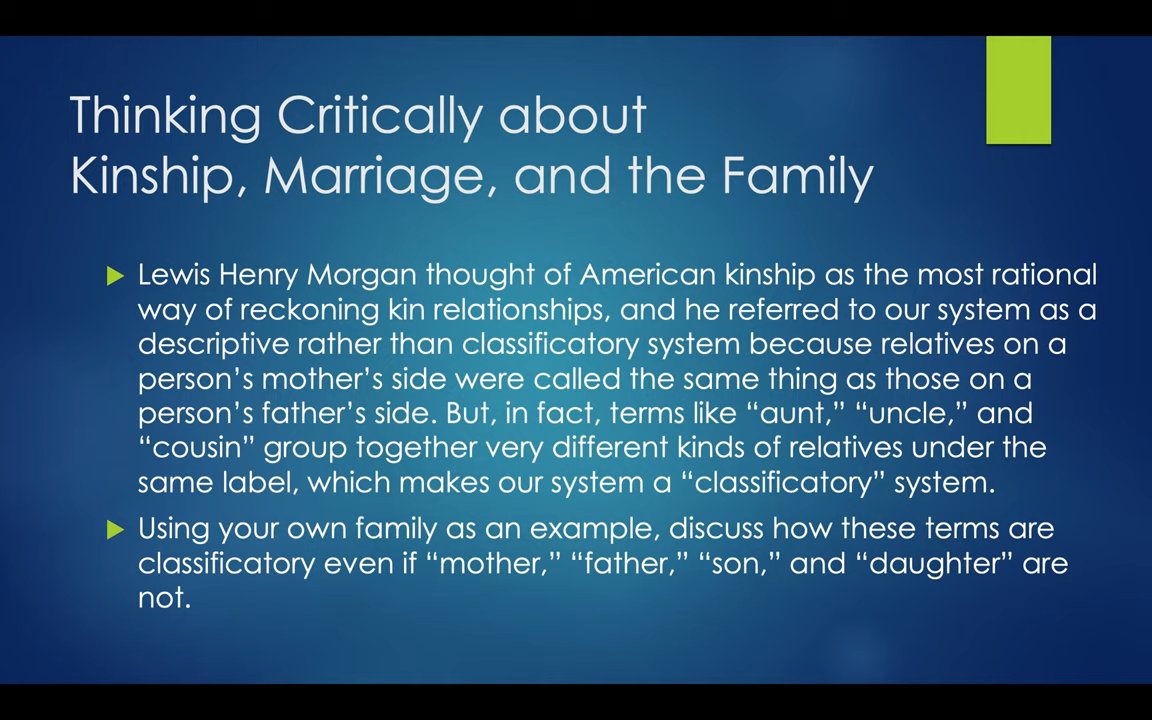 Thinking Critically about
Kinship, Marriage, and the Family
Lewis Henry Morgan thought of American kinship as the most rational
way of reckoning kin relationships, and he referred to our system as a
descriptive rather than classificatory system because relatives on a
person’s mother’s side were called the same thing as those on a
person’s father’s side. But, in fact, terms like “aunt,” “uncle,” and
“cousin” group together very different kinds of relatives under the
same label, which makes our system a “classificatory” system.
Using your own family as an example, discuss how these terms are
classificatory even if “mother,” “father,” “son,” and “daughter” are
not.